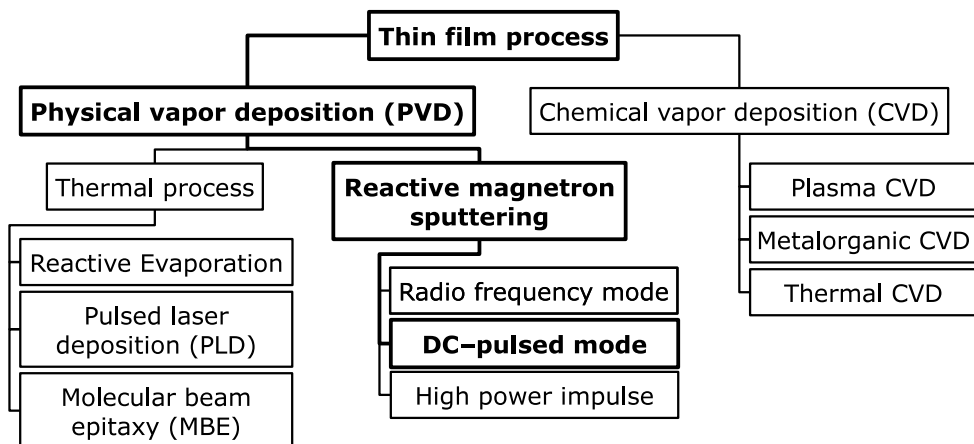 Thin film process
Physical vapor deposition (PVD)
Chemical vapor deposition (CVD)
Thermal process
Reactive magnetron
sputtering
Plasma CVD
Metalorganic CVD
Thermal CVD
Reactive Evaporation
Pulsed laser
deposition (PLD)
Molecular beam
epitaxy (MBE)
Radio frequency mode
DC−pulsed mode
High power impulse